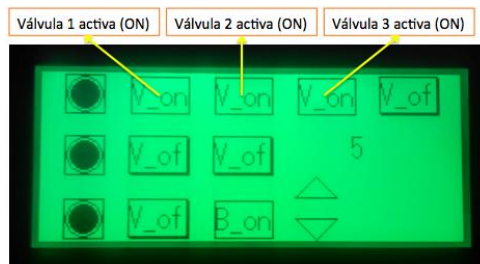 Válvula 1 activa (ON) Válvula 2 activa (ON) Válvula 3 activa (ON)
V_on V_on V_on V_of
V_of V_of 5
V_of B_on